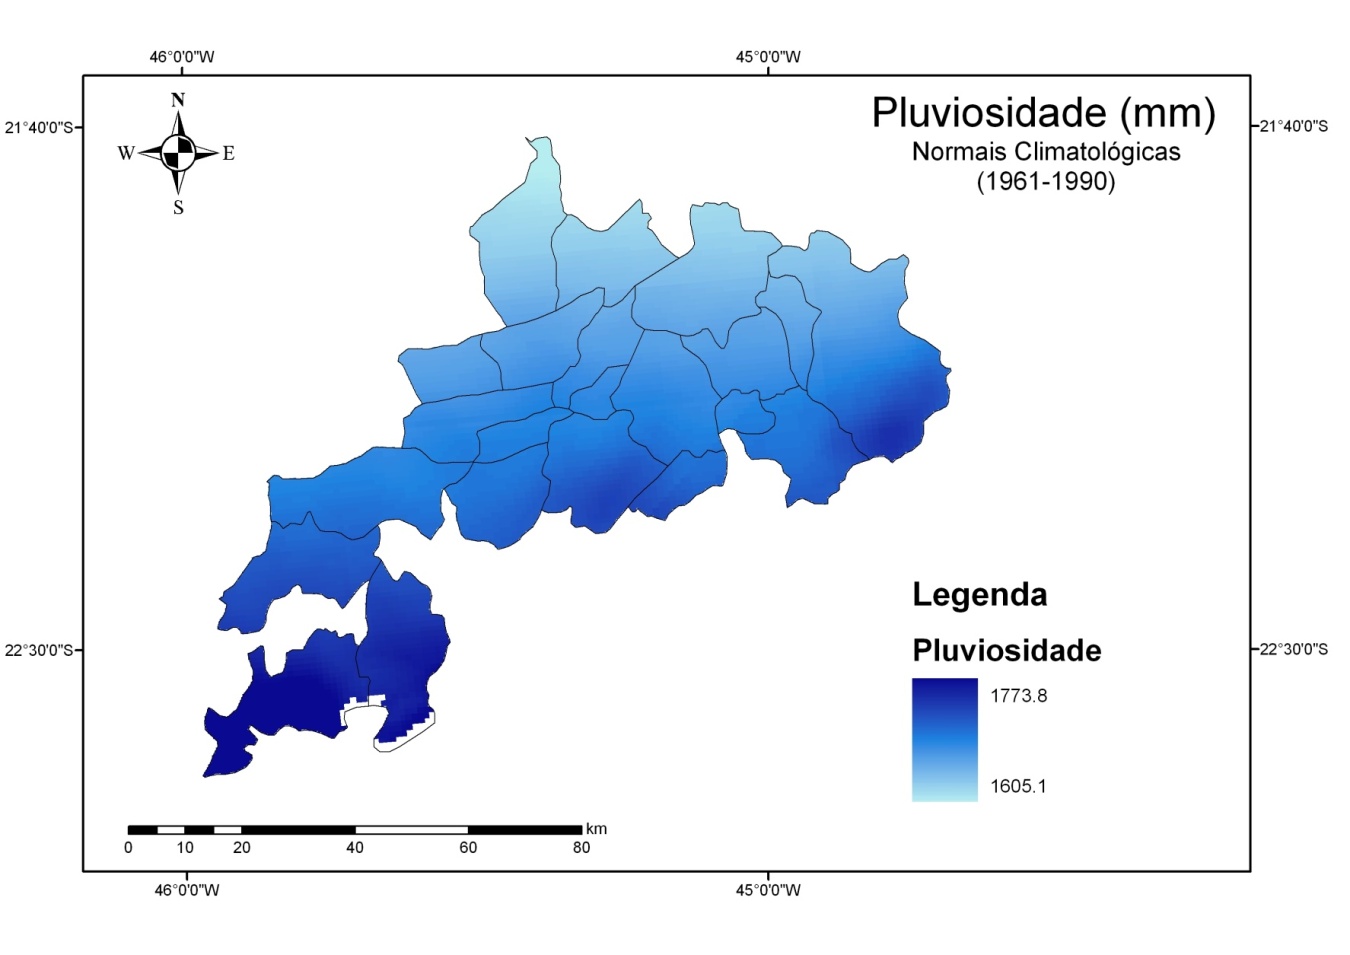 46°0'0"W 45°0'0"W
21°40'0"S 21°40'0"S
N
W E
S
Pluviosidade (mm)
Normais Climatológicas
(1961-1990)
Legenda
22°30'0"S 22°30'0"S
Pluviosidade
1773.8
1605.1
km
0 10 20 40 60 80
46°0'0"W 45°0'0"W